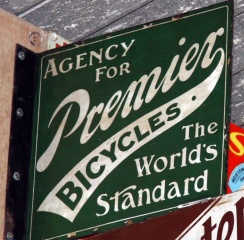 AGENCY
FOR
Premier
BICYCLES.
The
World's
Standard